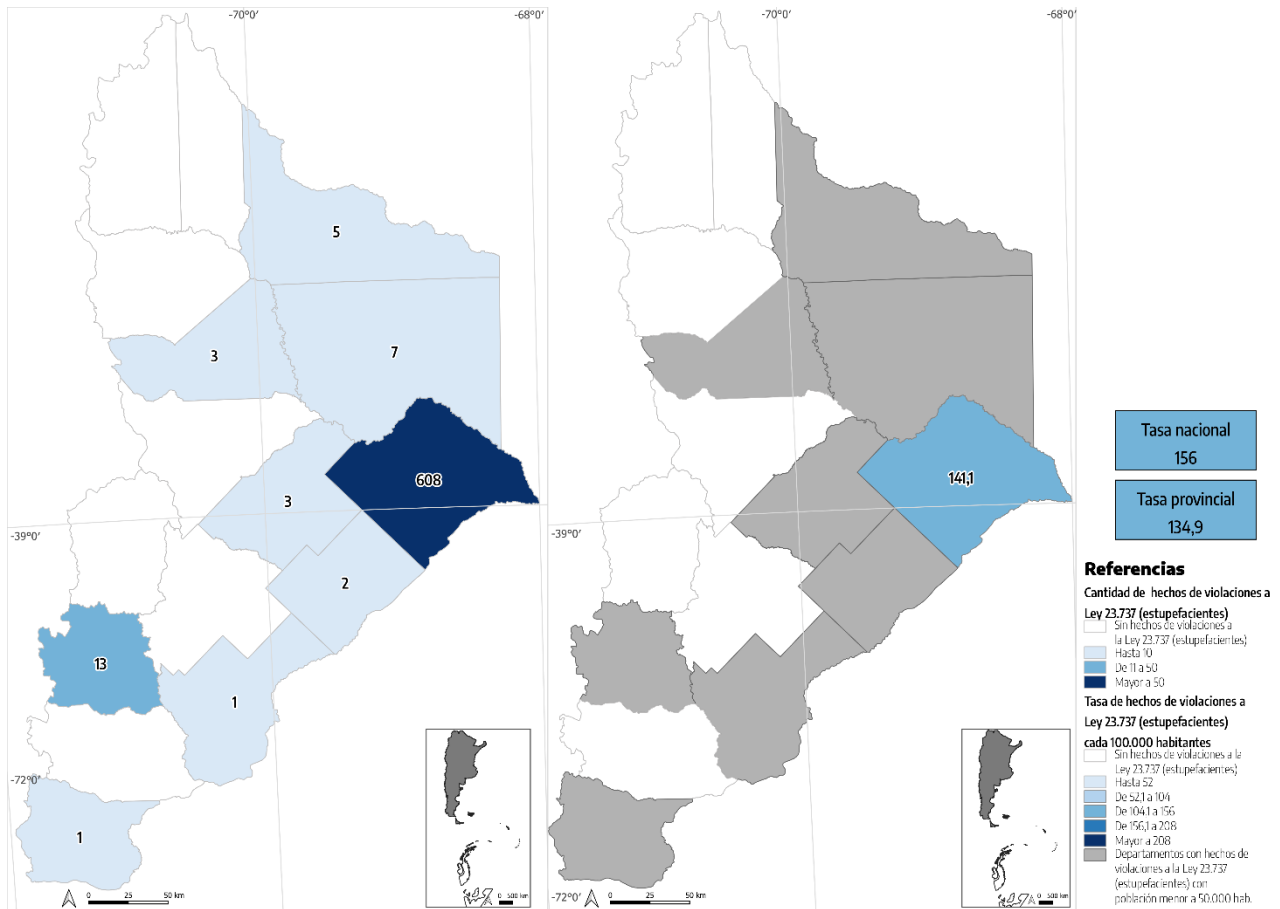 -70°0'
-68°0'
-70°0'
-68°0'
5
3
7
608
3
2
13
1
1
-39°0'
-72°0'
0 25 50 km
0 500 km
141,1
-39°0'
-72°0'
0 25 50 km
0 500 km
Tasa nacional
156
Tasa provincial
134,9
Referencias
Cantidad de hechos de violaciones a
Ley 23.737 (estupefacientes)
Sin hechos de violaciones a
la Ley 23.737 (estupefacientes)
Hasta 10
De 11 a 50
Mayor a 50
Tasa de hechos de violaciones a
Ley 23.737 (estupefacientes)
cada 100.000 habitantes
Sin hechos de violaciones a la
Ley 23.737 (estupefacientes)
Hasta 52
De 52,1 a 104
De 104,1 a 156
De 156,1 a 208
Mayor a 208
Departamentos con hechos de
violaciones a la Ley 23.737
(estupefacientes) con
población menor a 50.000 hab.